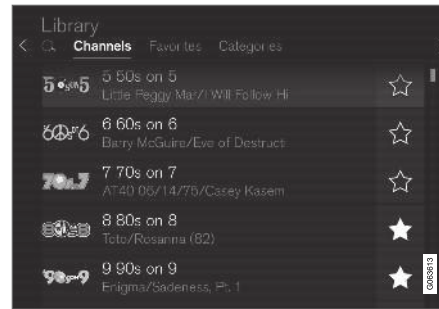 Library
Channels Favorites Categories
5 50s on 5
Little Peggy Mar/I Will Follow Hi
6 60s on 6
Barry McGuire/Eve of Destructi
7 70s on 7
AT40 06/14/75/Casey Kasem
8 80s on 8
Toto/Rosanna (82)
9 90s on 9
Enigma/Sadeness, Pt. 1
G063613